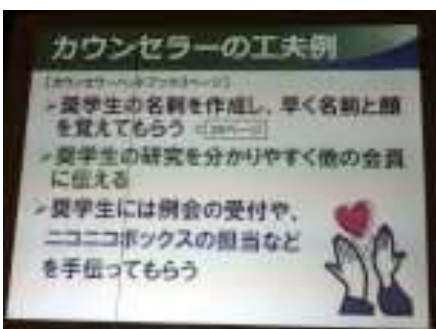 カウンセラーの工夫例
[カウンセラーハンドブック3ページ]
➢奨学生の名刺を作成し、早く名前と顔
を覚えてもらう
➢奨学生の研究を分かりやすく他の会員
に伝える
➢奨学生には例会の受付や、
ニコニコボックスの担当など
を手伝ってもらう